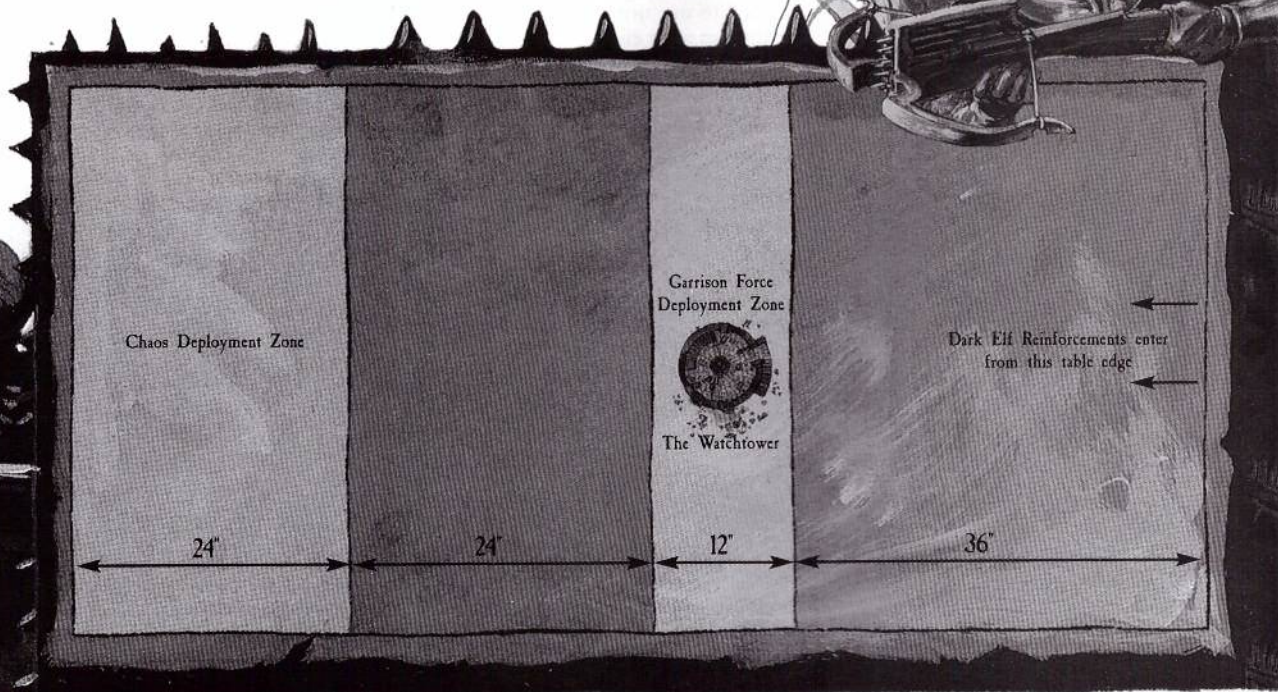 Garrison Force
Deployment Zone
Chaos Deployment Zone
Dark Elf Reinforcements enter
from this table edge
The Watchtower
24"
24"
12"
36"